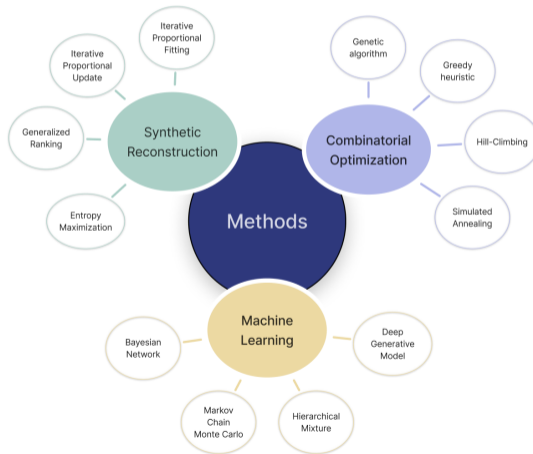 Iterative
Proportional
Fitting
Iterative
Proportional
Update
Generalized
Ranking
Entropy
Maximization
Synthetic
Reconstruction
Genetic
algorithm
Greedy
heuristic
Hill-Climbing
Simulated
Annealing
Combinatorial
Optimization
Methods
Machine
Learning
Bayesian
Network
Markov
Chain
Monte Carlo
Hierarchical
Mixture
Deep
Generative
Model